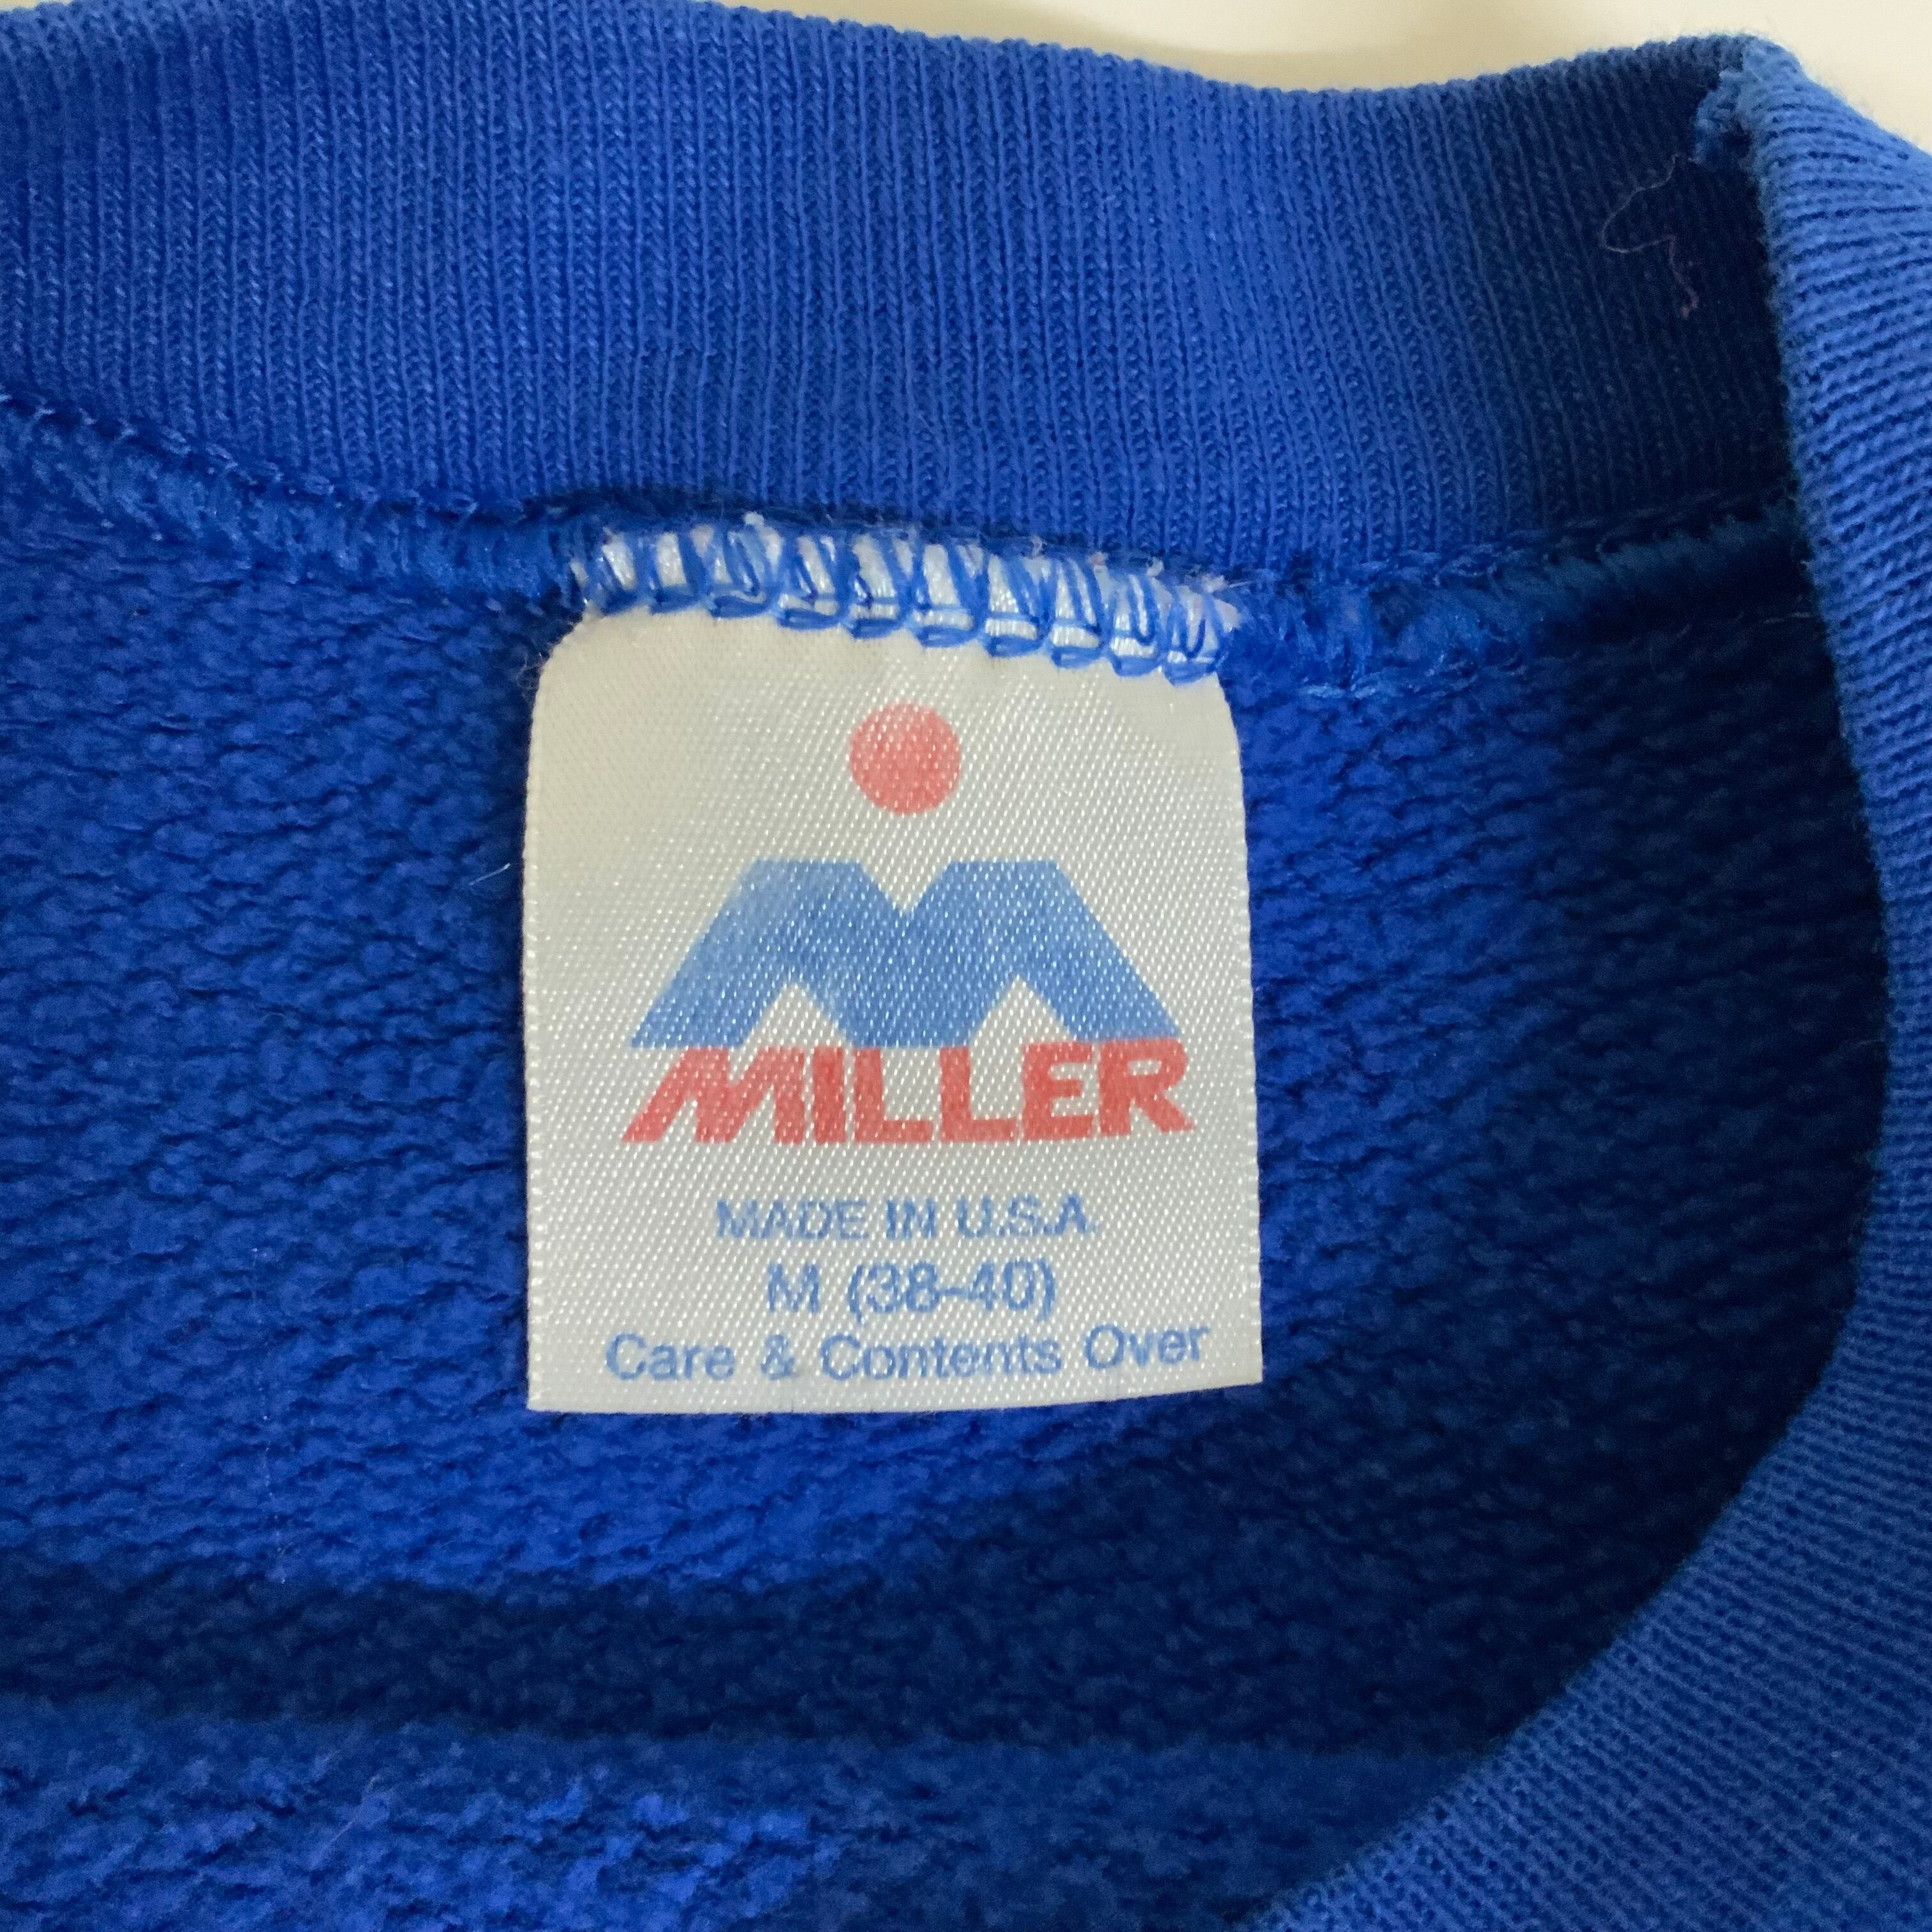 MILLER
MADE IN U.S.A.
M (38-40)
Care & Contents Over